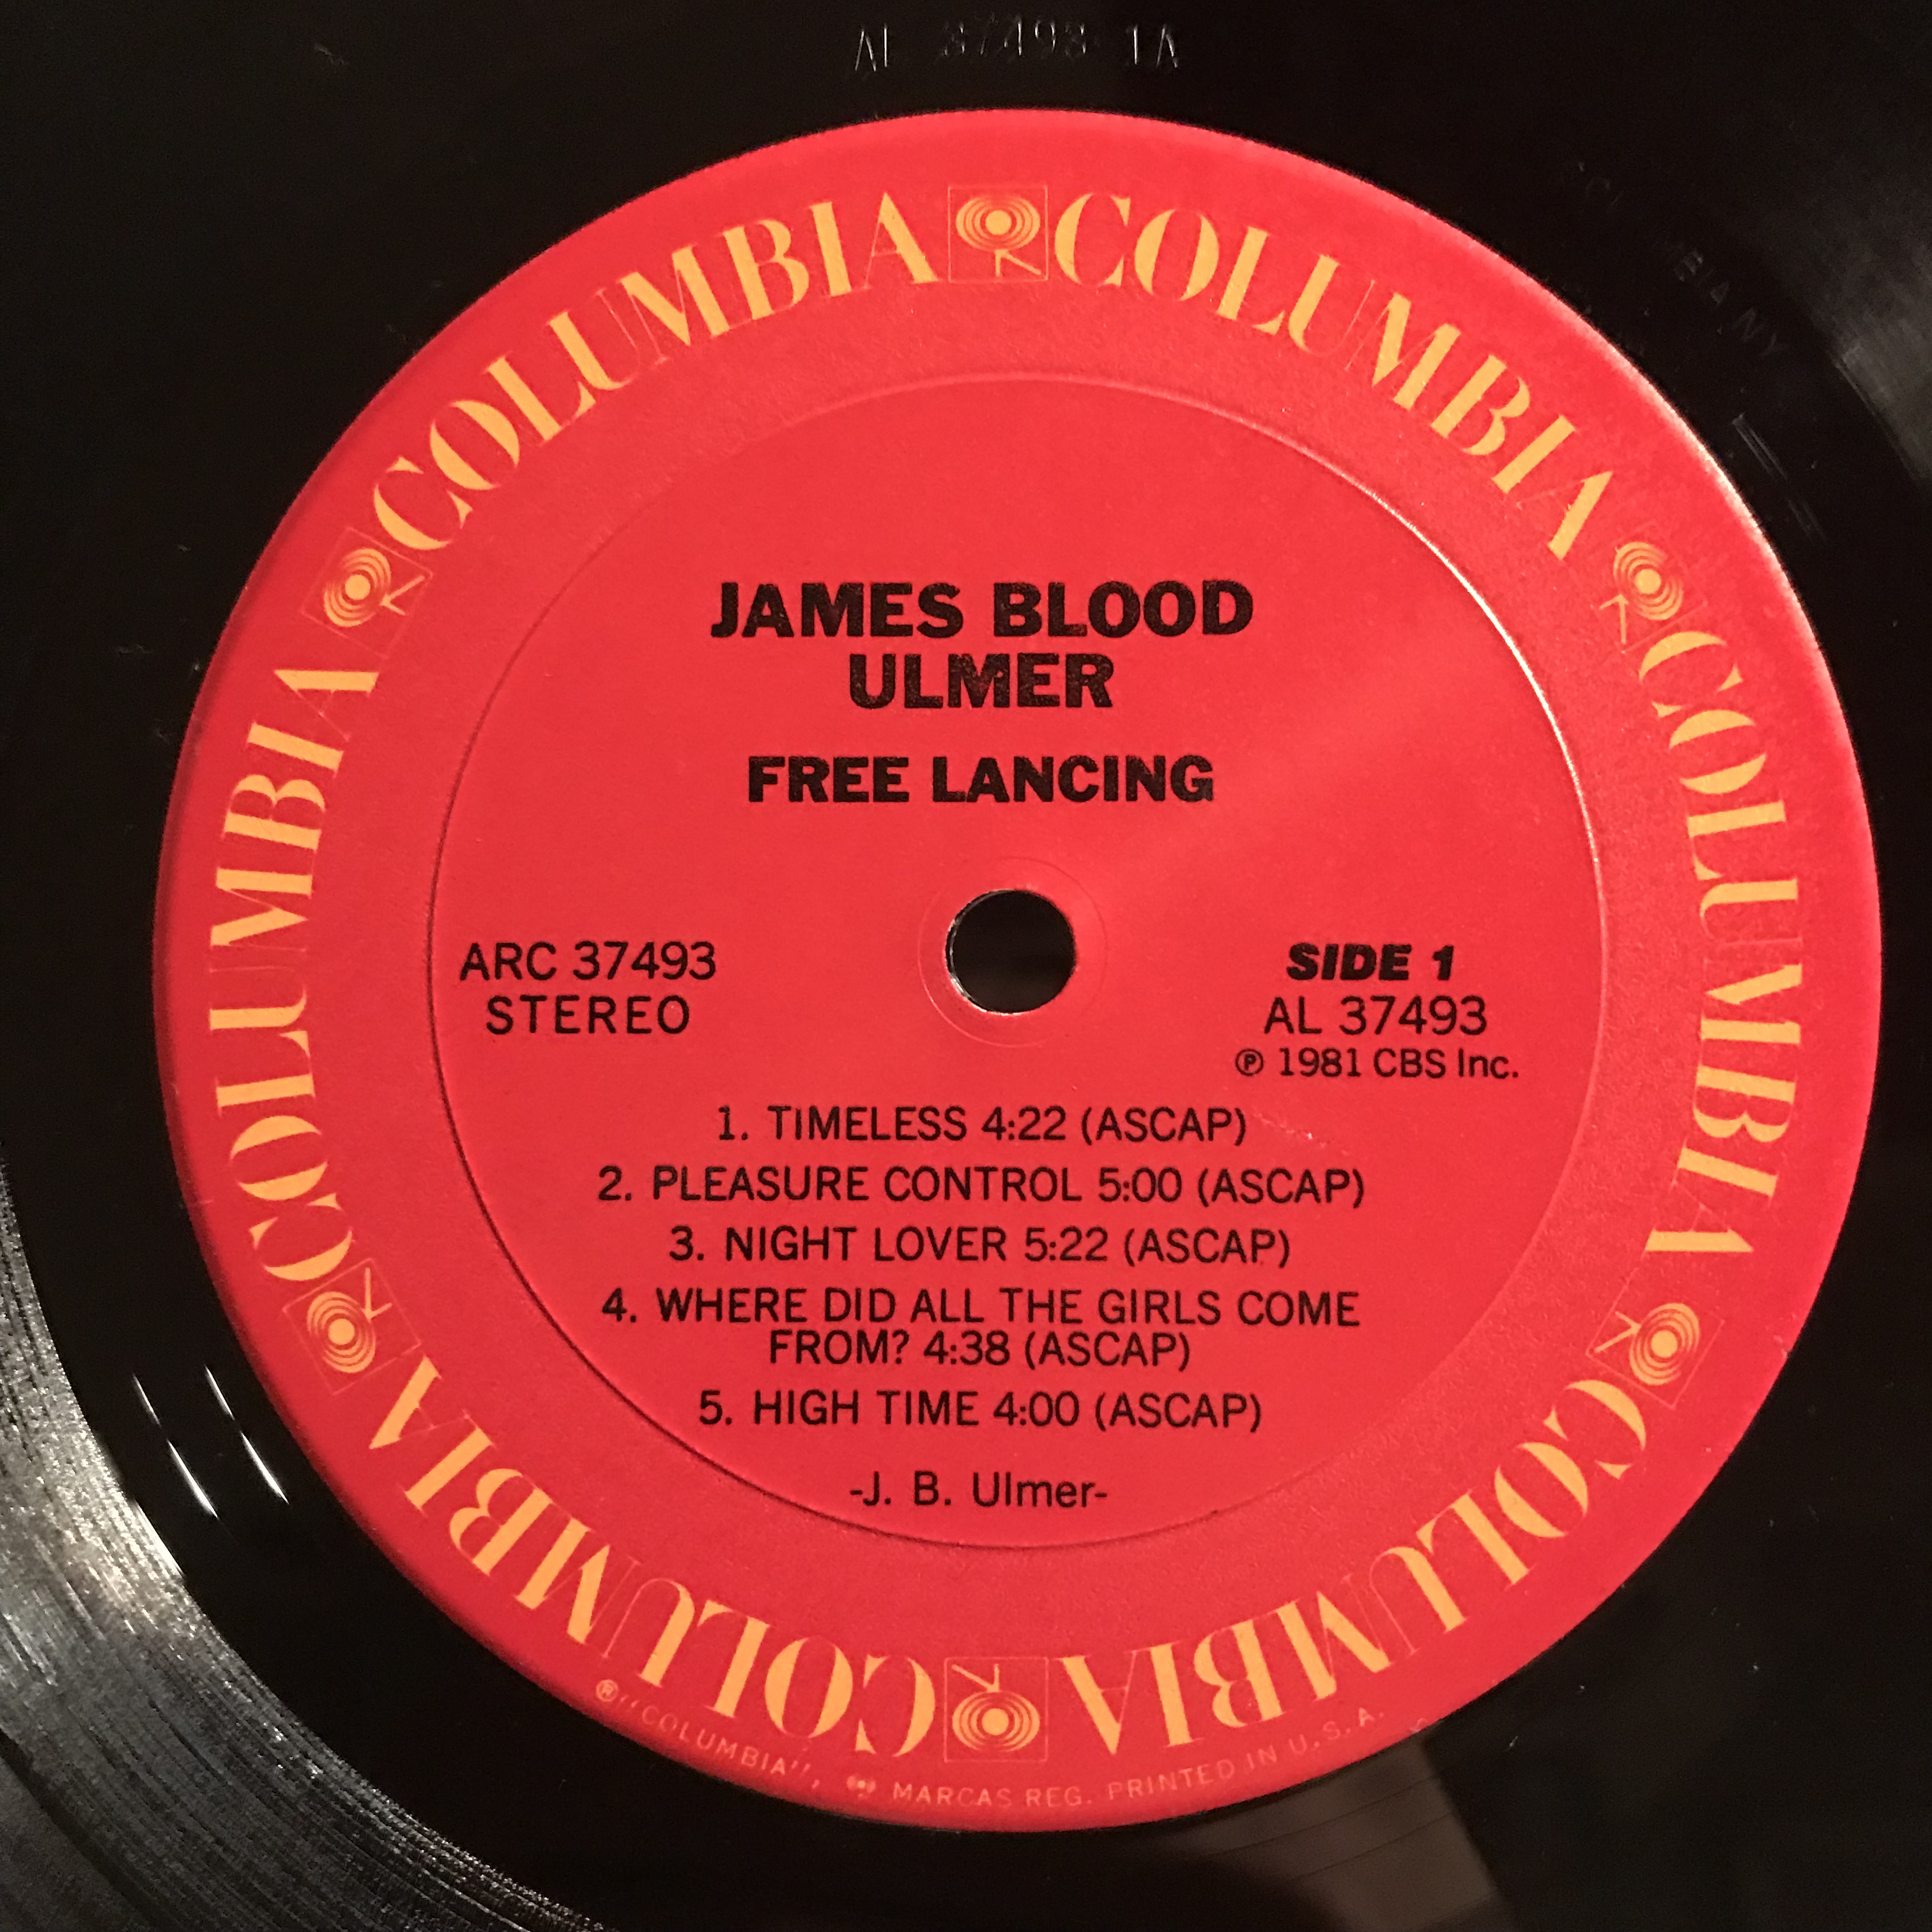 AL 37493 1A
COLUMBIA COLUMBIA COLUMBIA COLUMBIA COLUMBIA COLUMBIA
JAMES BLOOD
ULMER
FREE LANCING
ARC 37493
STEREO
SIDE 1
AL 37493
℗ 1981 CBS Inc.
1. TIMELESS 4:22 (ASCAP)
2. PLEASURE CONTROL 5:00 (ASCAP)
3. NIGHT LOVER 5:22 (ASCAP)
4. WHERE DID ALL THE GIRLS COME
FROM? 4:38 (ASCAP)
5. HIGH TIME 4:00 (ASCAP)
-J. B. Ulmer-
® "COLUMBIA", MARCAS REG. PRINTED IN U.S.A.